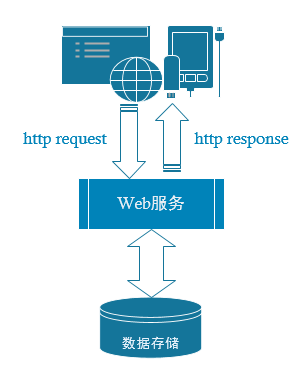 http request
http response
Web服务
数据存储